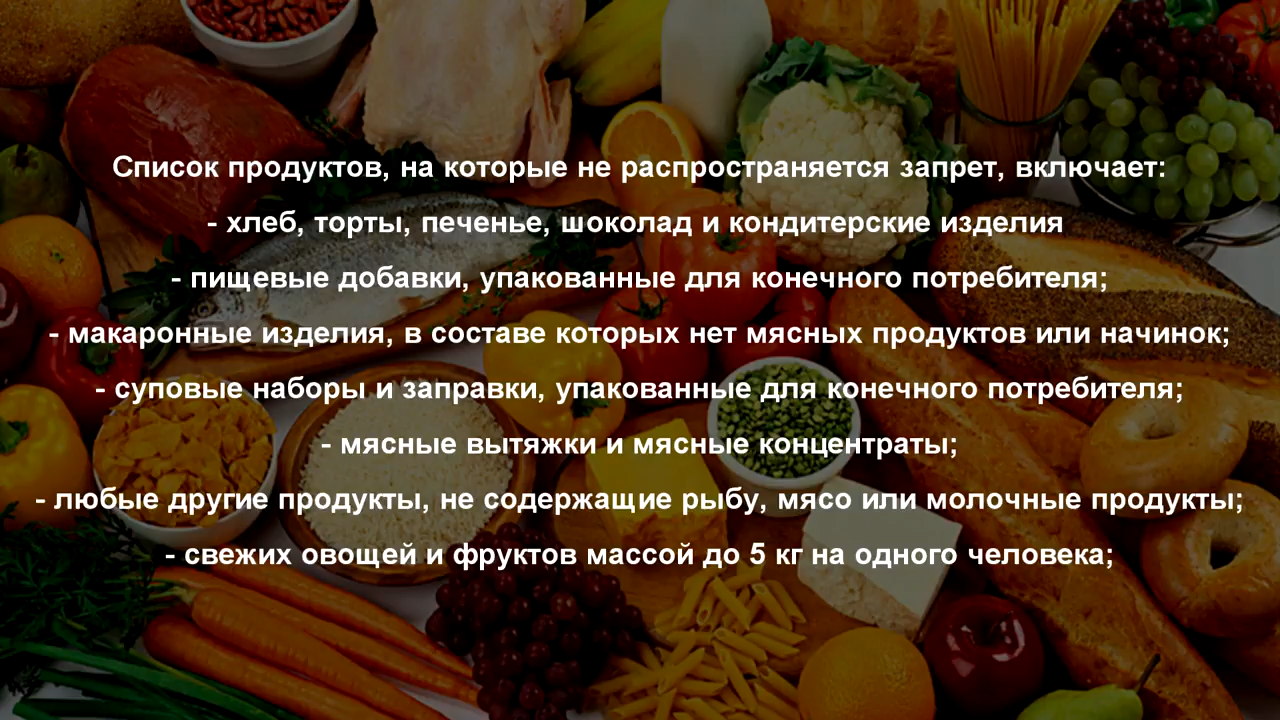 Список продуктов, на которые не распространяется запрет, включает:
- хлеб, торты, печенье, шоколад и кондитерские изделия
- пищевые добавки, упакованные для конечного потребителя;
- макаронные изделия, в составе которых нет мясных продуктов или начинок;
- суповые наборы и заправки, упакованные для конечного потребителя;
- мясные вытяжки и мясные концентраты;
- любые другие продукты, не содержащие рыбу, мясо или молочные продукты;
- свежих овощей и фруктов массой до 5 кг на одного человека;